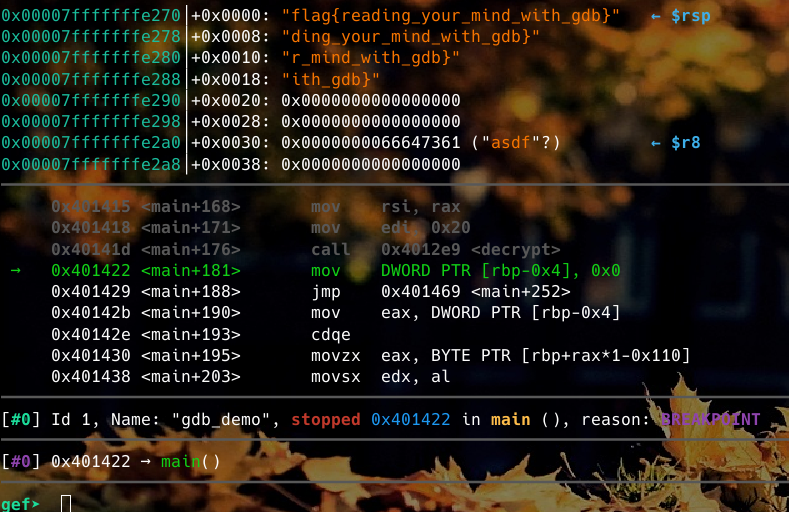 0x00007fffffffe270│+0x0000: "flag{reading_your_mind_with_gdb}" ← $rsp
0x00007fffffffe278│+0x0008: "ding_your_mind_with_gdb}"
0x00007fffffffe280│+0x0010: "r_mind_with_gdb}"
0x00007fffffffe288│+0x0018: "ith_gdb}"
0x00007fffffffe290│+0x0020: 0x0000000000000000
0x00007fffffffe298│+0x0028: 0x0000000000000000
0x00007fffffffe2a0│+0x0030: 0x0000000066647361 ("asdf"?) ← $r8
0x00007fffffffe2a8│+0x0038: 0x0000000000000000
0x401415 <main+168> mov rsi, rax
0x401418 <main+171> mov edi, 0x20
0x40141d <main+176> call 0x4012e9 <decrypt>
→ 0x401422 <main+181> mov DWORD PTR [rbp-0x4], 0x0
0x401429 <main+188> jmp 0x401469 <main+252>
0x40142b <main+190> mov eax, DWORD PTR [rbp-0x4]
0x40142e <main+193> cdqe
0x401430 <main+195> movzx eax, BYTE PTR [rbp+rax*1-0x110]
0x401438 <main+203> movsx edx, al
[#0] Id 1, Name: "gdb_demo", stopped 0x401422 in main (), reason: BREAKPOINT
[#0] 0x401422 → main()
gef➤